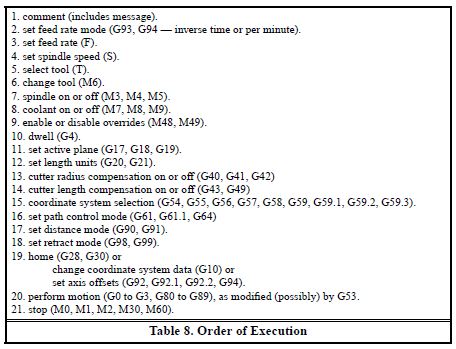 1. comment (includes message).
2. set feed rate mode (G93, G94 — inverse time or per minute).
3. set feed rate (F).
4. set spindle speed (S).
5. select tool (T).
6. change tool (M6).
7. spindle on or off (M3, M4, M5).
8. coolant on or off (M7, M8, M9).
9. enable or disable overrides (M48, M49).
10. dwell (G4).
11. set active plane (G17, G18, G19).
12. set length units (G20, G21).
13. cutter radius compensation on or off (G40, G41, G42)
14. cutter length compensation on or off (G43, G49)
15. coordinate system selection (G54, G55, G56, G57, G58, G59, G59.1, G59.2, G59.3).
16. set path control mode (G61, G61.1, G64)
17. set distance mode (G90, G91).
18. set retract mode (G98, G99).
19. home (G28, G30) or
change coordinate system data (G10) or
set axis offsets (G92, G92.1, G92.2, G94).
20. perform motion (G0 to G3, G80 to G89), as modified (possibly) by G53.
21. stop (M0, M1, M2, M30, M60).
Table 8. Order of Execution